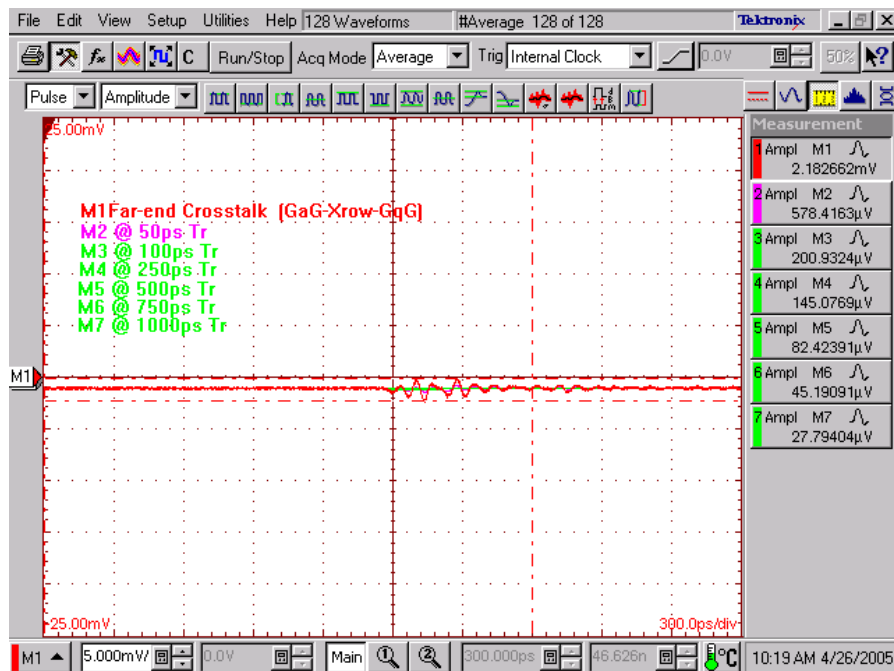 File Edit View Setup Utilities Help 128 Waveforms #Average 128 of 128 Tektronix
fx C Run/Stop Acq Mode Average Trig Internal Clock 0.0V 50%
Pulse Amplitude
25.00mV
M1Far-end Crosstalk (GaG-Xrow-GqG)
M2 @ 50ps Tr
M3 @ 100ps Tr
M4 @ 250ps Tr
M5 @ 500ps Tr
M6 @ 750ps Tr
M7 @ 1000ps Tr
M1
-25.00mV 300.0ps/div
Measurement
1 Ampl M1
2.182662mV
2 Ampl M2
578.4163µV
3 Ampl M3
200.9324µV
4 Ampl M4
145.0769µV
5 Ampl M5
82.42391µV
6 Ampl M6
45.19091µV
7 Ampl M7
27.79404µV
M1 5.000mV/ 0.0V Main 1 2 300.000ps 46.626n °C 10:19 AM 4/26/2005